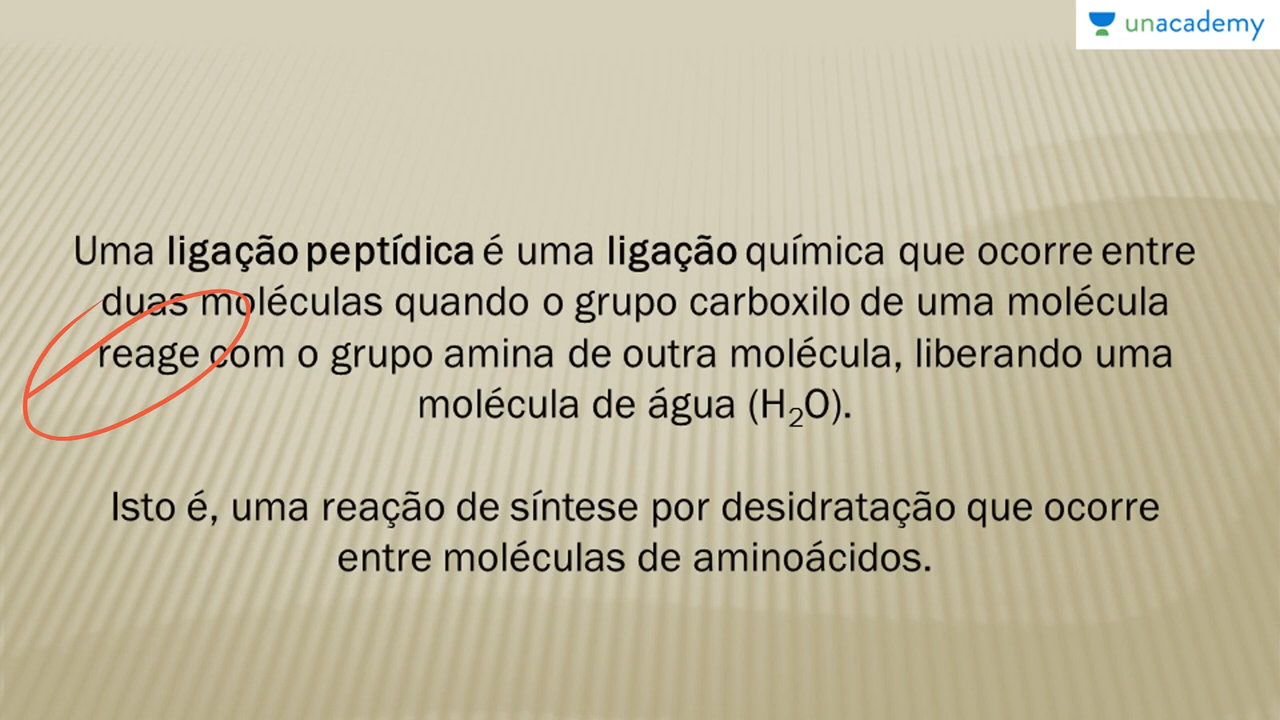 unacademy
Uma ligação peptídica é uma ligação química que ocorre entre
duas moléculas quando o grupo carboxilo de uma molécula
reage com o grupo amina de outra molécula, liberando uma
molécula de água (H₂O).
Isto é, uma reação de síntese por desidratação que ocorre
entre moléculas de aminoácidos.